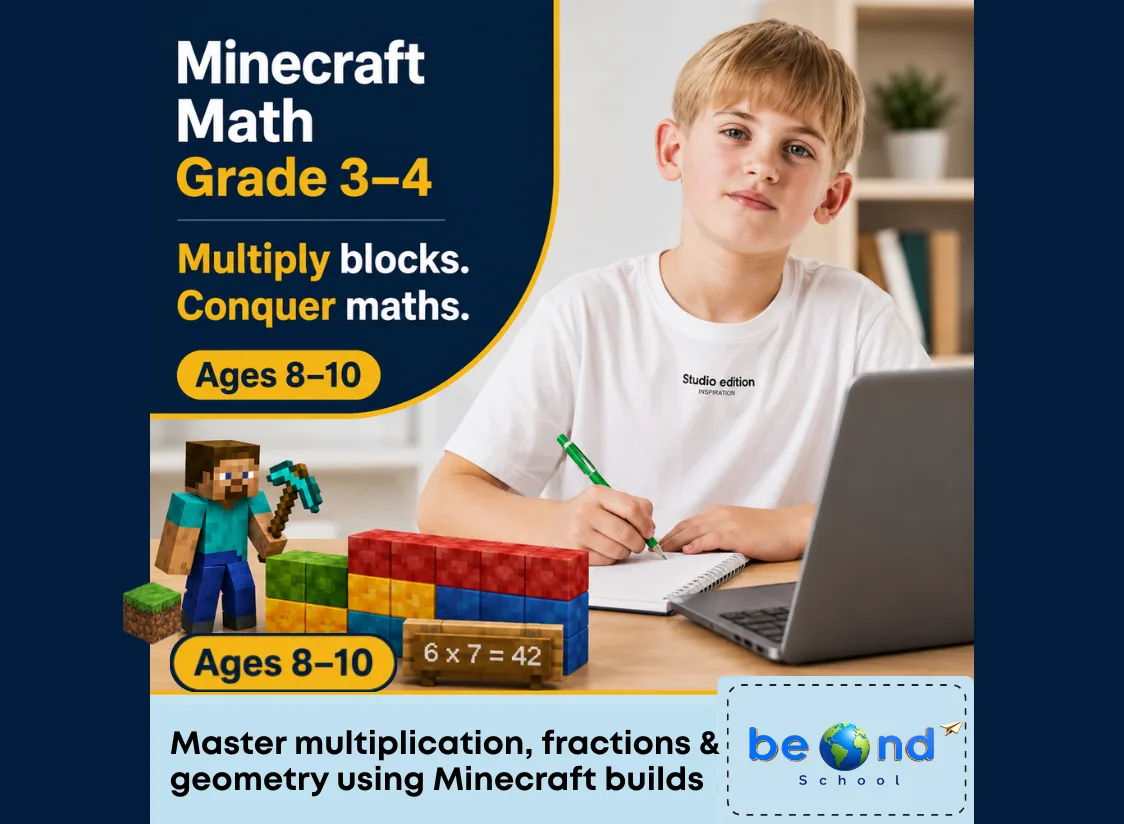 Minecraft
Math
Grade 3–4
Multiply blocks.
Conquer maths.
Ages 8–10
Studio edition
INSPIRATION
6 x 7 = 42
Ages 8–10
Master multiplication, fractions &
geometry using Minecraft builds
be nd
School